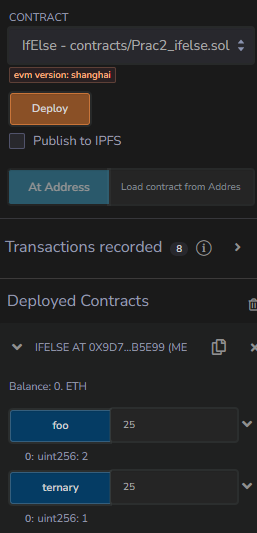 CONTRACT
IfElse - contracts/Prac2_ifelse.sol
evm version: shanghai
Deploy
Publish to IPFS
At Address
Load contract from Addres
Transactions recorded 8 i
Deployed Contracts
IFELSE AT 0X9D7...B5E99 (ME
Balance: 0. ETH
foo 25
0: uint256: 2
ternary 25
0: uint256: 1